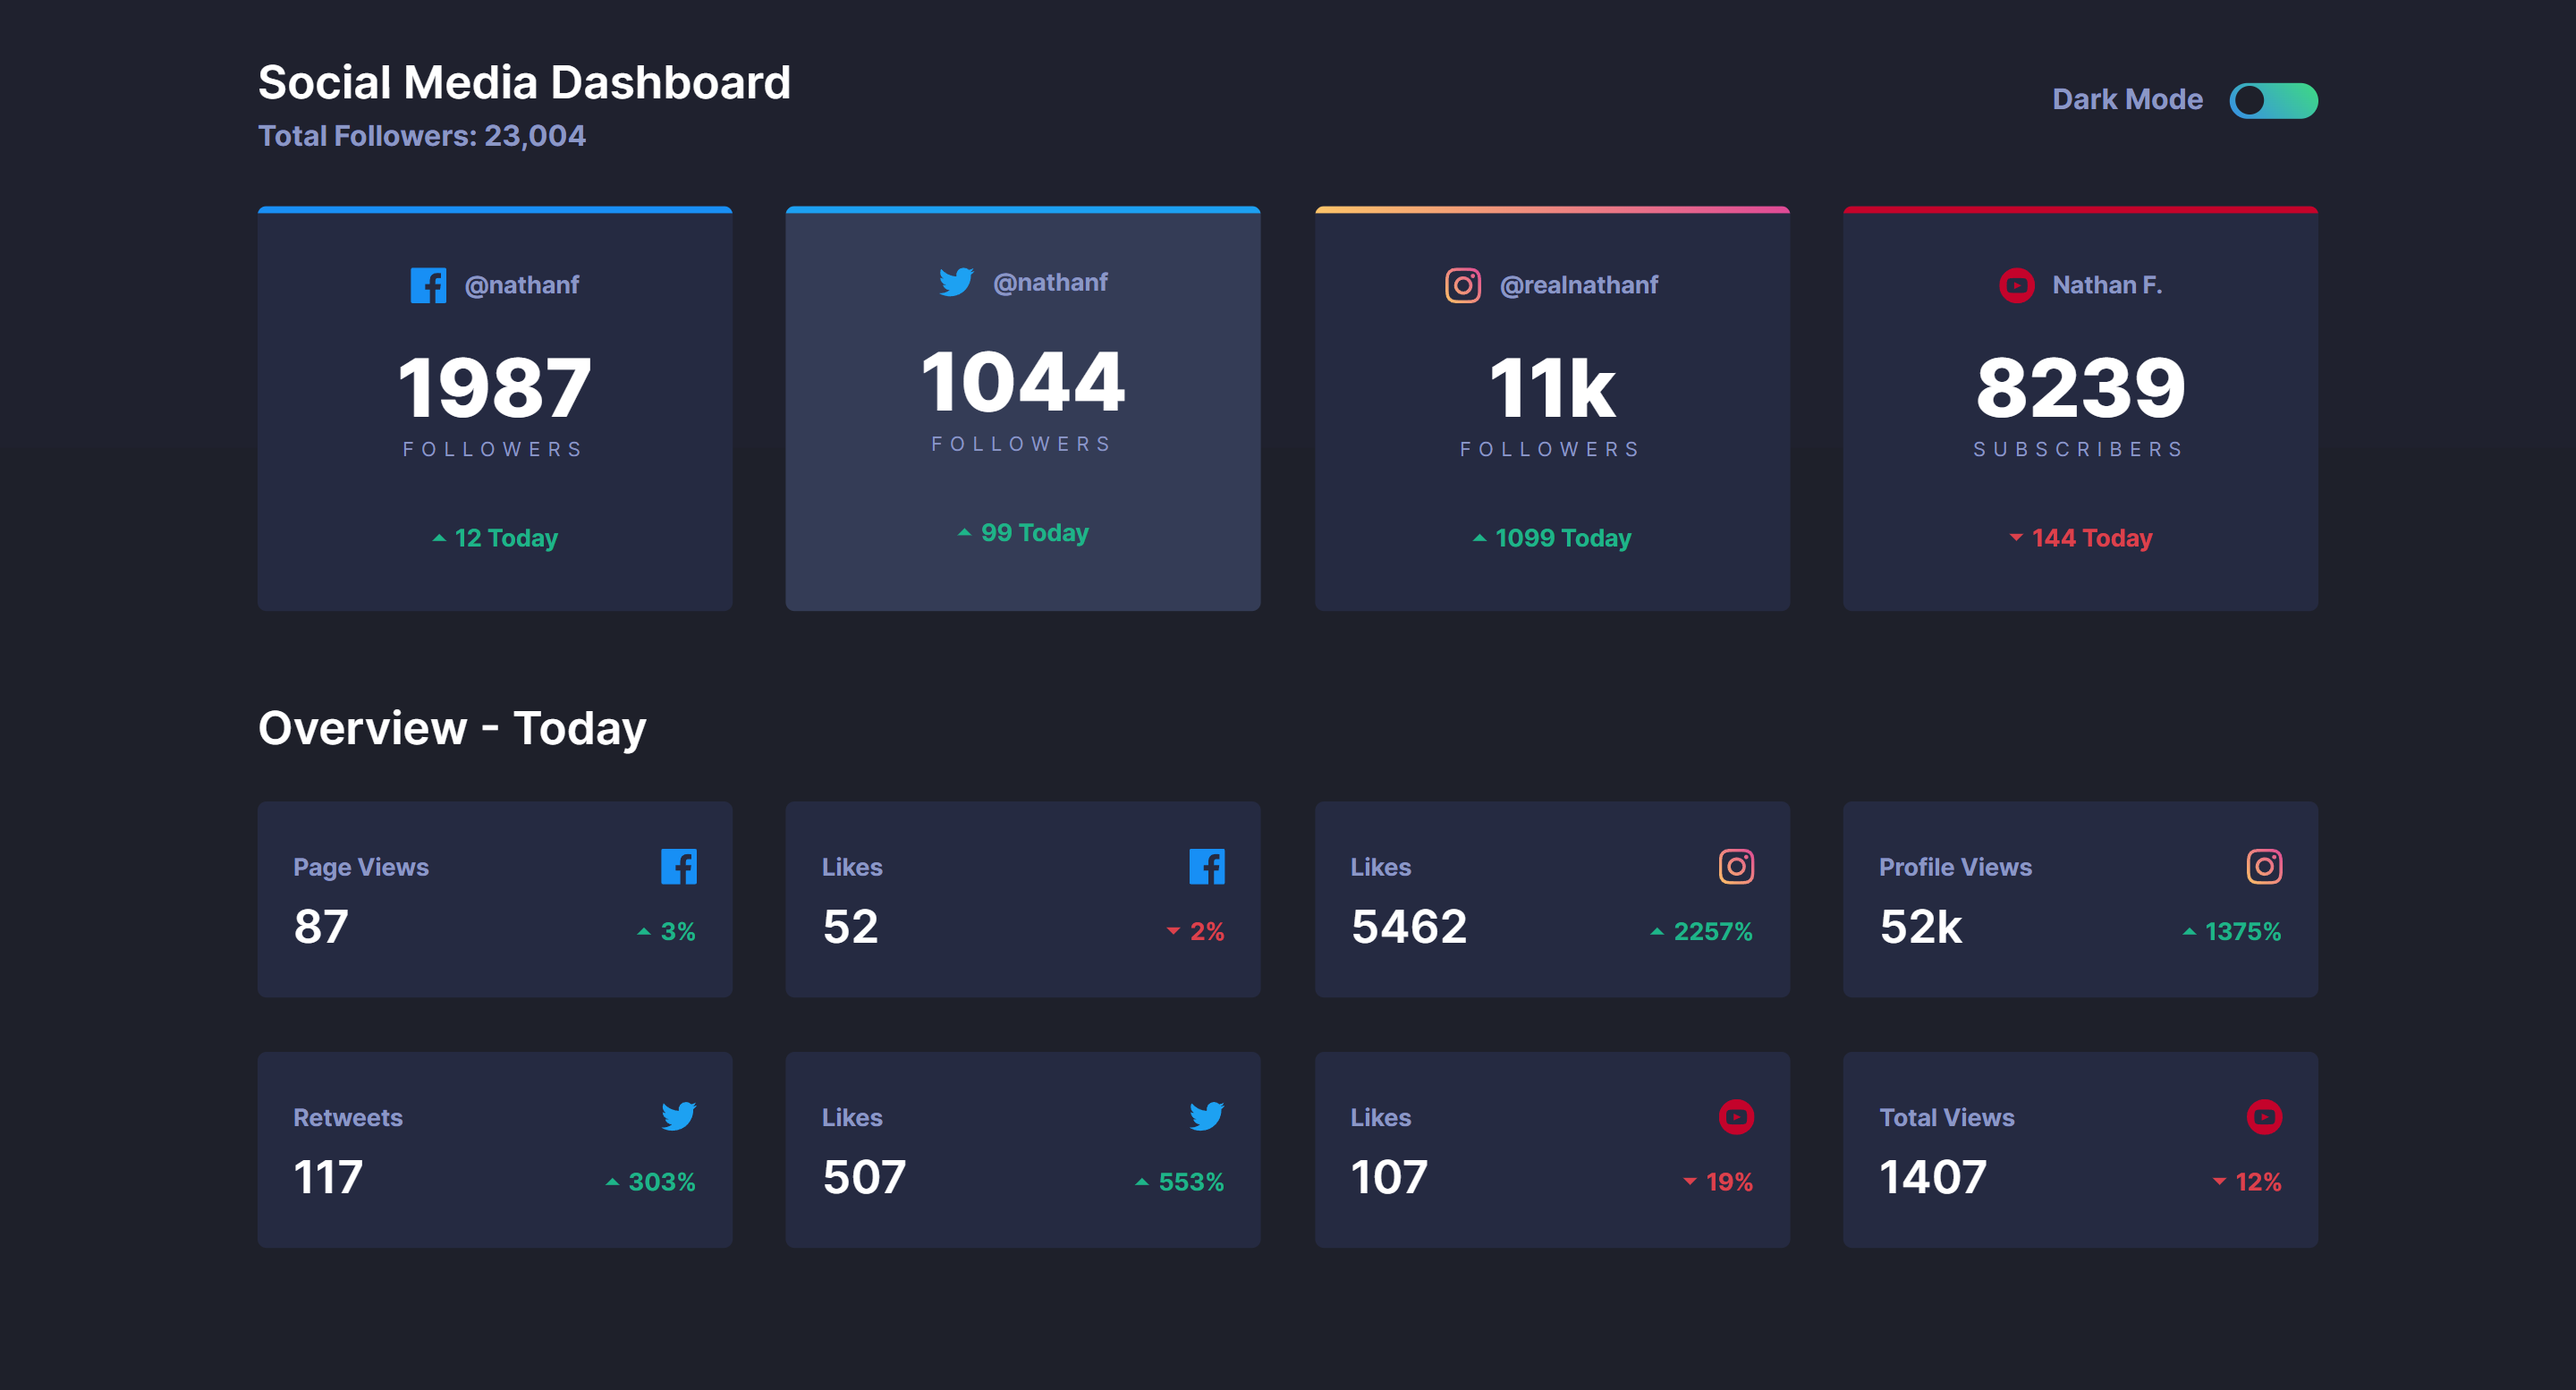 Social Media Dashboard
Total Followers: 23,004
Dark Mode
@nathanf
1987
FOLLOWERS
12 Today
@nathanf
1044
FOLLOWERS
99 Today
@realnathanf
11k
FOLLOWERS
1099 Today
Nathan F.
8239
SUBSCRIBERS
144 Today
Overview - Today
Page Views
87
3%
Likes
52
2%
Likes
5462
2257%
Profile Views
52k
1375%
Retweets
117
303%
Likes
507
553%
Likes
107
19%
Total Views
1407
12%